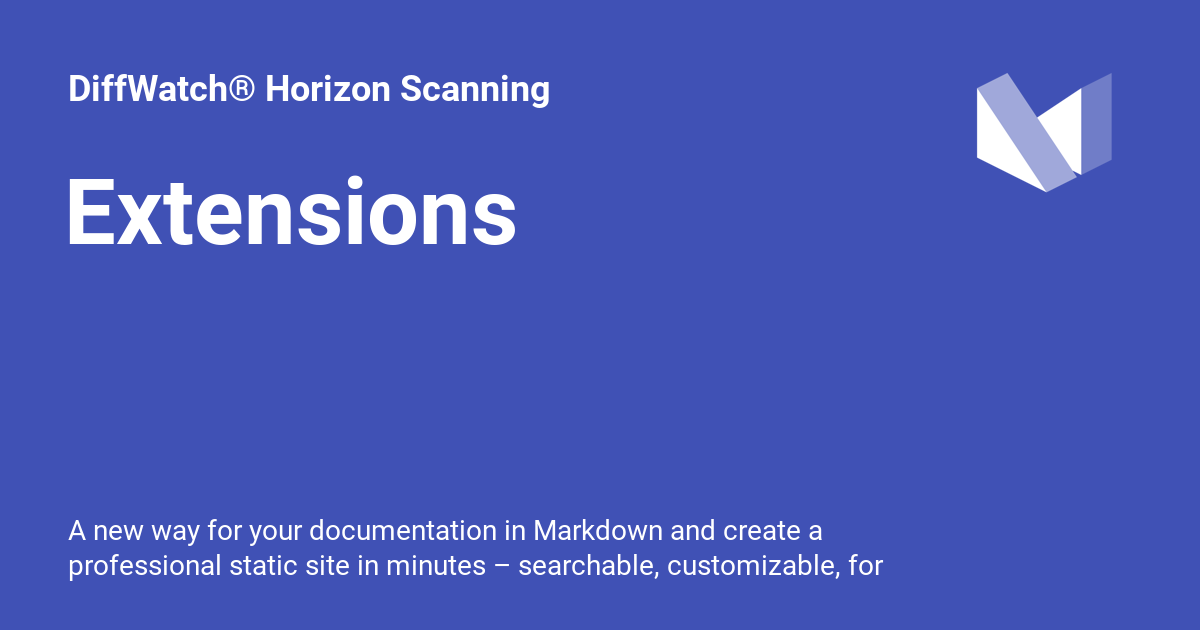 DiffWatch® Horizon Scanning
Extensions
A new way for your documentation in Markdown and create a
professional static site in minutes – searchable, customizable, for